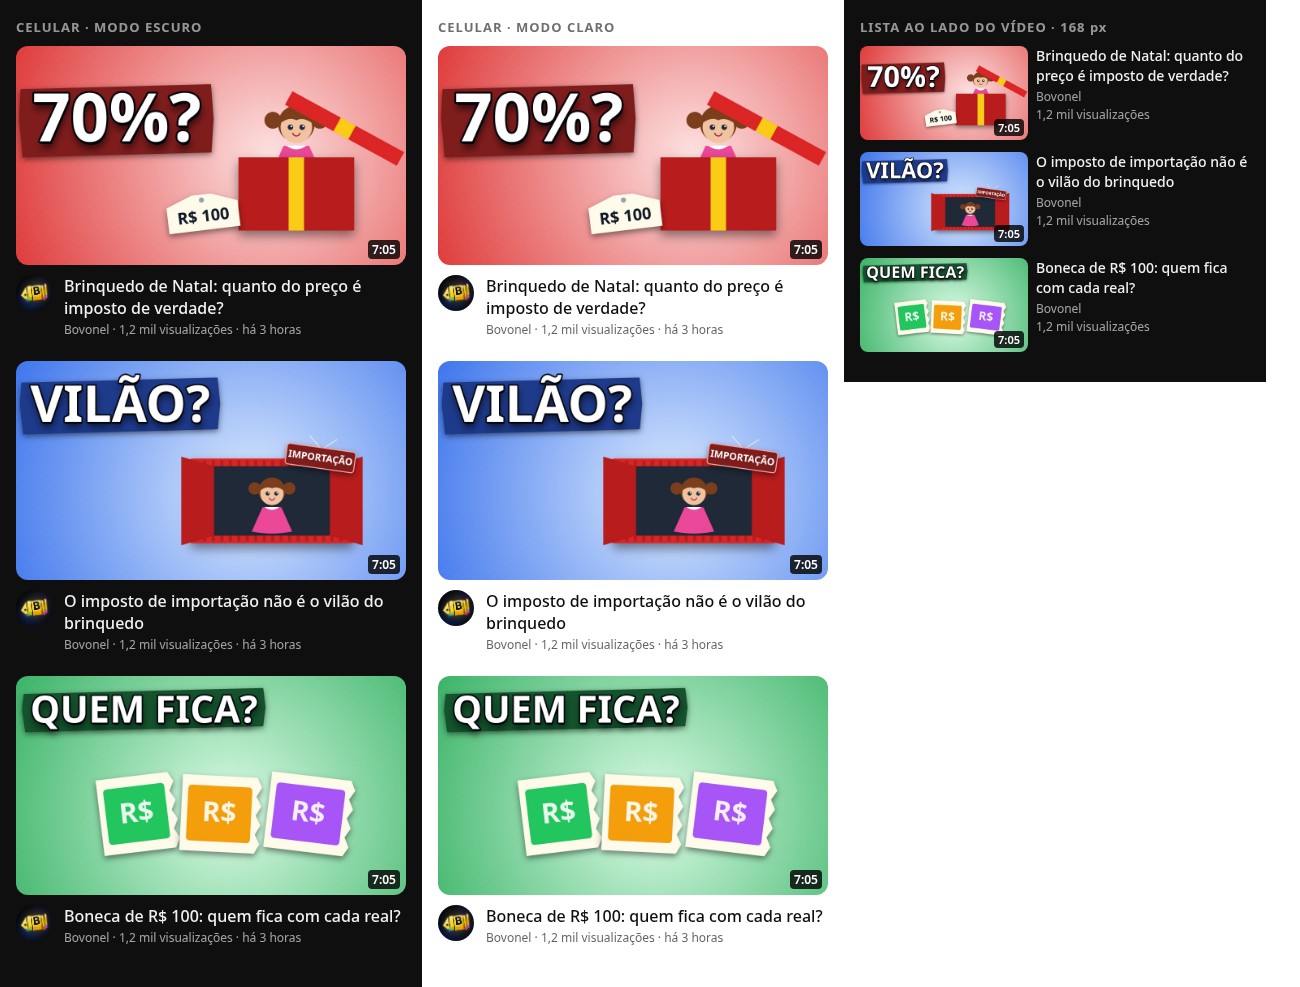 CELULAR · MODO ESCURO
70%?
R$ 100
7:05
B
Brinquedo de Natal: quanto do preço é
imposto de verdade?
Bovonel · 1,2 mil visualizações · há 3 horas
VILÃO?
IMPORTAÇÃO
7:05
B
O imposto de importação não é o vilão do
brinquedo
Bovonel · 1,2 mil visualizações · há 3 horas
QUEM FICA?
R$ R$ R$
7:05
B
Boneca de R$ 100: quem fica com cada real?
Bovonel · 1,2 mil visualizações · há 3 horas
CELULAR · MODO CLARO
70%?
R$ 100
7:05
B
Brinquedo de Natal: quanto do preço é
imposto de verdade?
Bovonel · 1,2 mil visualizações · há 3 horas
VILÃO?
IMPORTAÇÃO
7:05
B
O imposto de importação não é o vilão do
brinquedo
Bovonel · 1,2 mil visualizações · há 3 horas
QUEM FICA?
R$ R$ R$
7:05
B
Boneca de R$ 100: quem fica com cada real?
Bovonel · 1,2 mil visualizações · há 3 horas
LISTA AO LADO DO VÍDEO · 168 px
70%?
R$ 100
7:05
Brinquedo de Natal: quanto do
preço é imposto de verdade?
Bovonel
1,2 mil visualizações
VILÃO?
IMPORTAÇÃO
7:05
O imposto de importação não é
o vilão do brinquedo
Bovonel
1,2 mil visualizações
QUEM FICA?
R$ R$ R$
7:05
Boneca de R$ 100: quem fica
com cada real?
Bovonel
1,2 mil visualizações